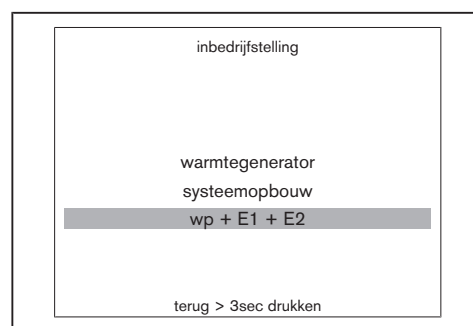 inbedrijfstelling
warmtegenerator
systeemopbouw
wp + E1 + E2
terug > 3sec drukken